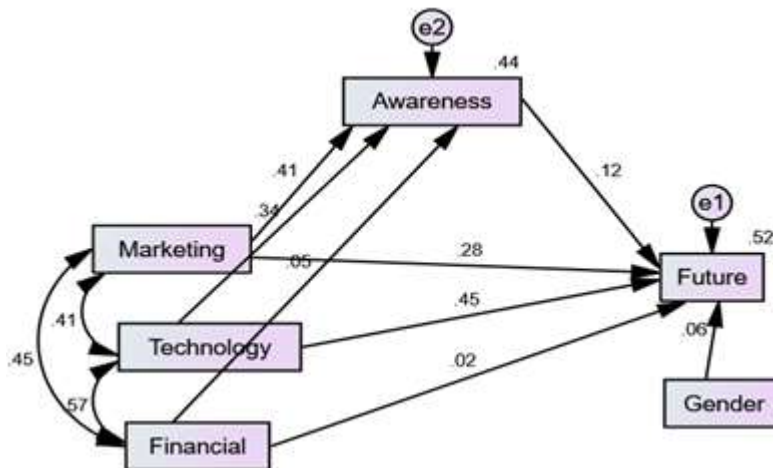 e2
.44
Awareness
.41
.12
e1
.34
Marketing
.05
.28
.52
Future
.41
.45
Technology
.45
.06
.02
.57
Gender
Financial